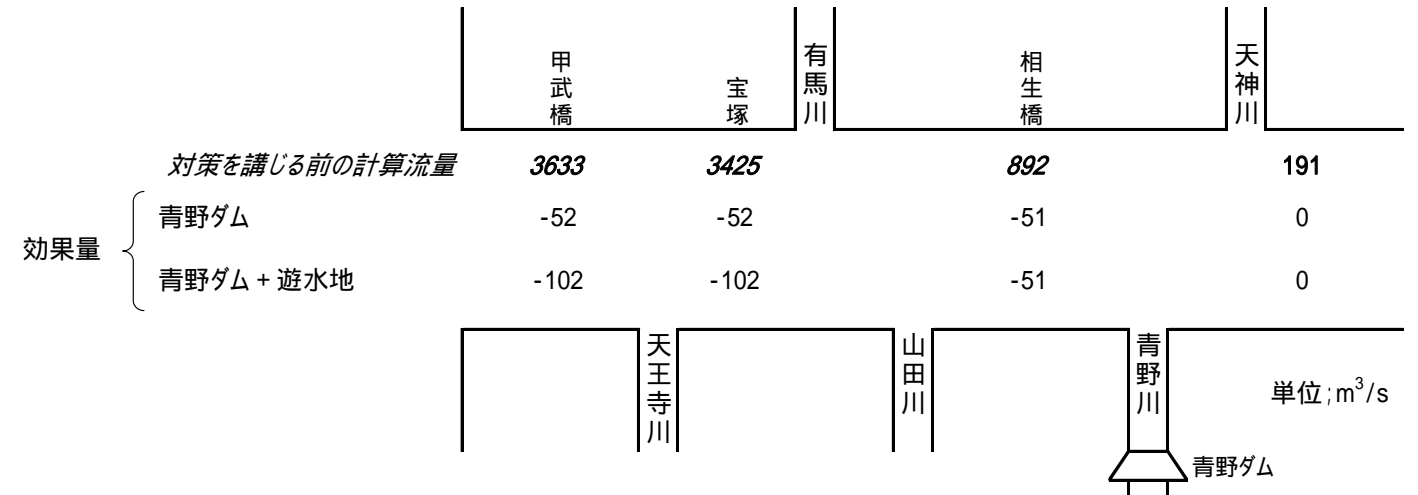 甲武橋
宝塚
有馬川
相生橋
天神川
対策を講じる前の計算流量 3633 3425 892 191
効果量
青野ダム -52 -52 -51 0
青野ダム + 遊水地 -102 -102 -51 0
天王寺川
山田川
青野川
単位;m³/s
青野ダム